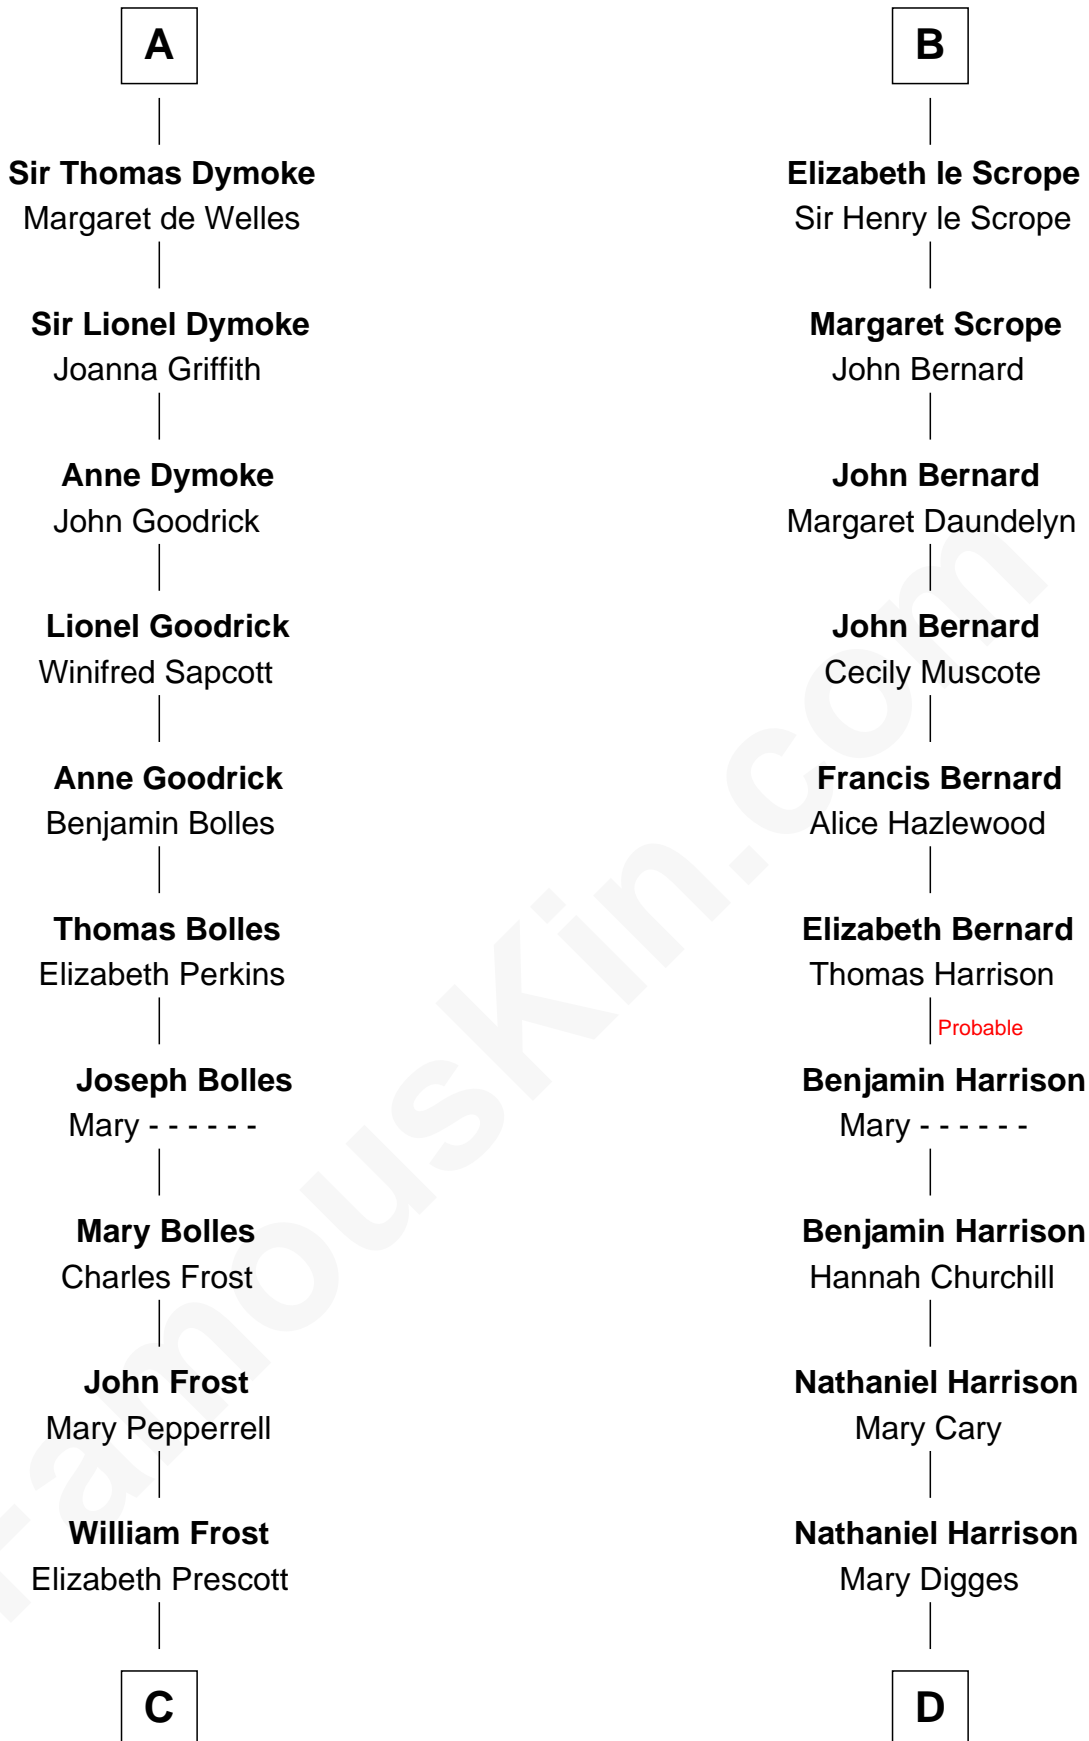 A
Sir Thomas Dymoke
Margaret de Welles
Sir Lionel Dymoke
Joanna Griffith
Anne Dymoke
John Goodrick
Lionel Goodrick
Winifred Sapcott
Anne Goodrick
Benjamin Bolles
Thomas Bolles
Elizabeth Perkins
Joseph Bolles
Mary - - - - - -
Mary Bolles
Charles Frost
John Frost
Mary Pepperrell
William Frost
Elizabeth Prescott
C
B
Elizabeth le Scrope
Sir Henry le Scrope
Margaret Scrope
John Bernard
John Bernard
Margaret Daundelyn
John Bernard
Cecily Muscote
Francis Bernard
Alice Hazlewood
Elizabeth Bernard
Thomas Harrison
Probable
Benjamin Harrison
Mary - - - - - -
Benjamin Harrison
Hannah Churchill
Nathaniel Harrison
Mary Cary
Nathaniel Harrison
Mary Digges
D
FamousKin.com